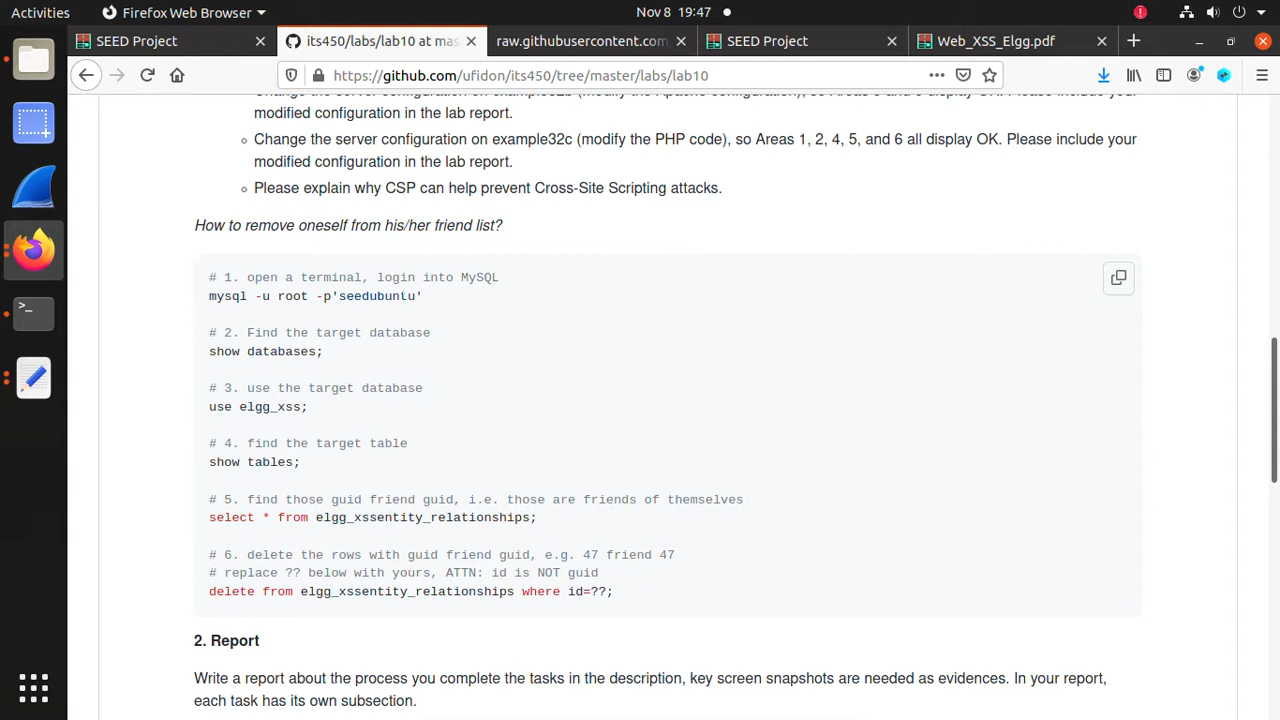 Activities
Firefox Web Browser
Nov 8 19:47
SEED Project
its450/labs/lab10 at mas
raw.githubusercontent.com
SEED Project
Web_XSS_Elgg.pdf
https://github.com/ufidon/its450/tree/master/labs/lab10
modified configuration in the lab report.
Change the server configuration on example32c (modify the PHP code), so Areas 1, 2, 4, 5, and 6 all display OK. Please include your
modified configuration in the lab report.
Please explain why CSP can help prevent Cross-Site Scripting attacks.
How to remove oneself from his/her friend list?
# 1. open a terminal, login into MySQL
mysql -u root -p'seedubuntu'
# 2. Find the target database
show databases;
# 3. use the target database
use elgg_xss;
# 4. find the target table
show tables;
# 5. find those guid friend guid, i.e. those are friends of themselves
select * from elgg_xssentity_relationships;
# 6. delete the rows with guid friend guid, e.g. 47 friend 47
# replace ?? below with yours, ATTN: id is NOT guid
delete from elgg_xssentity_relationships where id=??;
2. Report
Write a report about the process you complete the tasks in the description, key screen snapshots are needed as evidences. In your report,
each task has its own subsection.